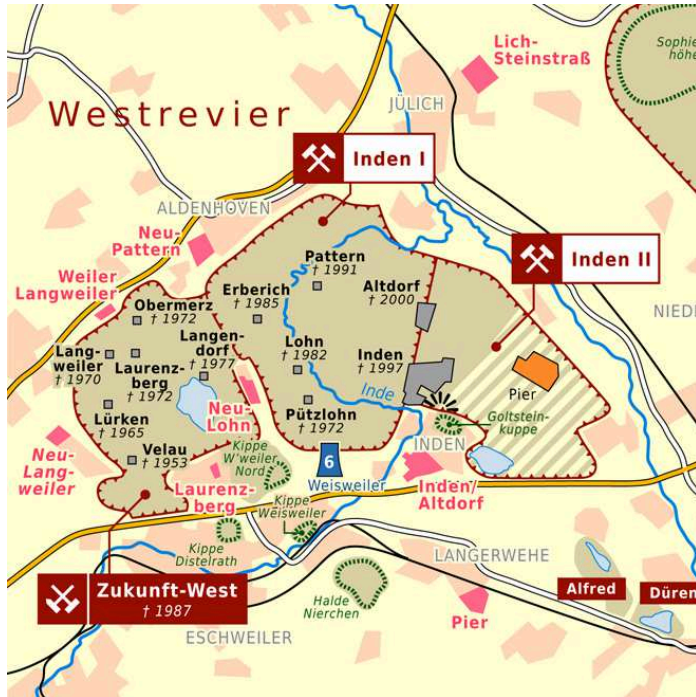 Lich-
Steinstraß
Sophie
höhe
Westrevier
JÜLICH
Inden I
ALDENHOVEN
Neu-
Pattern
Pattern
† 1991
Inden II
Weiler
Langweiler
Erberich
† 1985
Altdorf
† 2000
Obermerz
† 1972
NIEDE
Langen-
dorf
† 1977
Lohn
† 1982
Inden
† 1997
Lang-
weiler
† 1970
Laurenz-
berg
† 1972
Pier
Inde
Neu-
Lohn
Pützlohn
† 1972
Lürken
† 1965
Goltstein-
kuppe
Velau
† 1953
Kippe
W'weiler
Nord
INDEN
Neu-
Lang-
weiler
6
Weisweiler
Laurenz-
berg
Inden/
Altdorf
Kippe
Weisweiler
Kippe
Distelrath
LANGERWEHE
Zukunft-West
† 1987
Alfred
Düren
Halde
Nierchen
Pier
ESCHWEILER